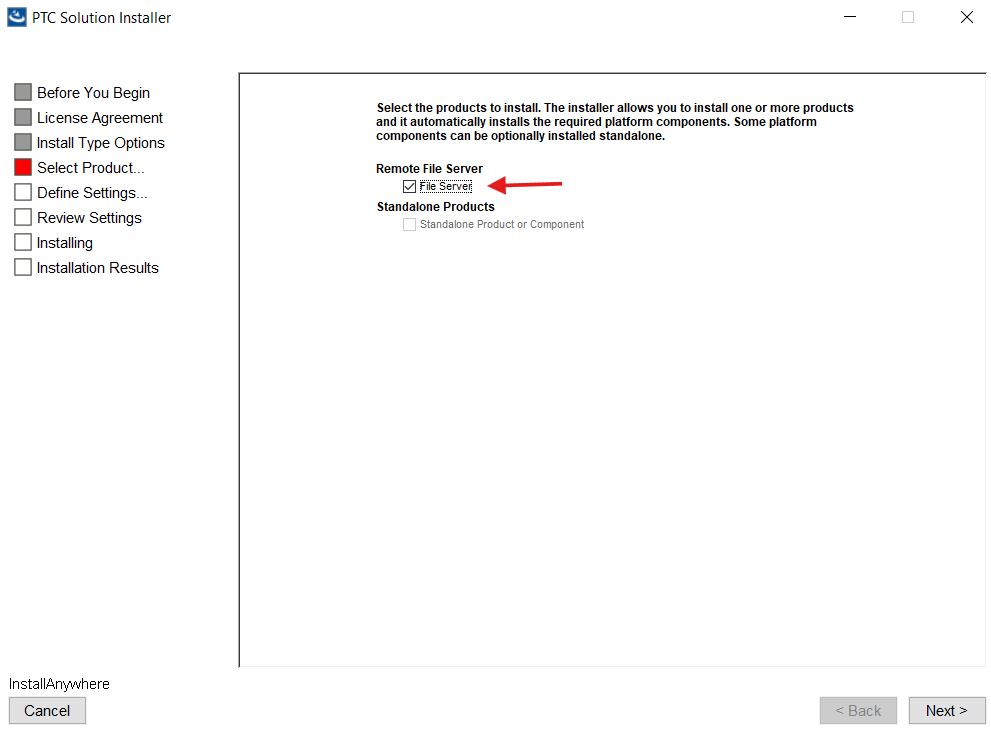 PTC Solution Installer
Before You Begin
License Agreement
Install Type Options
Select Product...
Define Settings...
Review Settings
Installing
Installation Results
Select the products to install. The installer allows you to install one or more products
and it automatically installs the required platform components. Some platform
components can be optionally installed standalone.
Remote File Server
File Server
Standalone Products
Standalone Product or Component
InstallAnywhere
Cancel
< Back
Next >